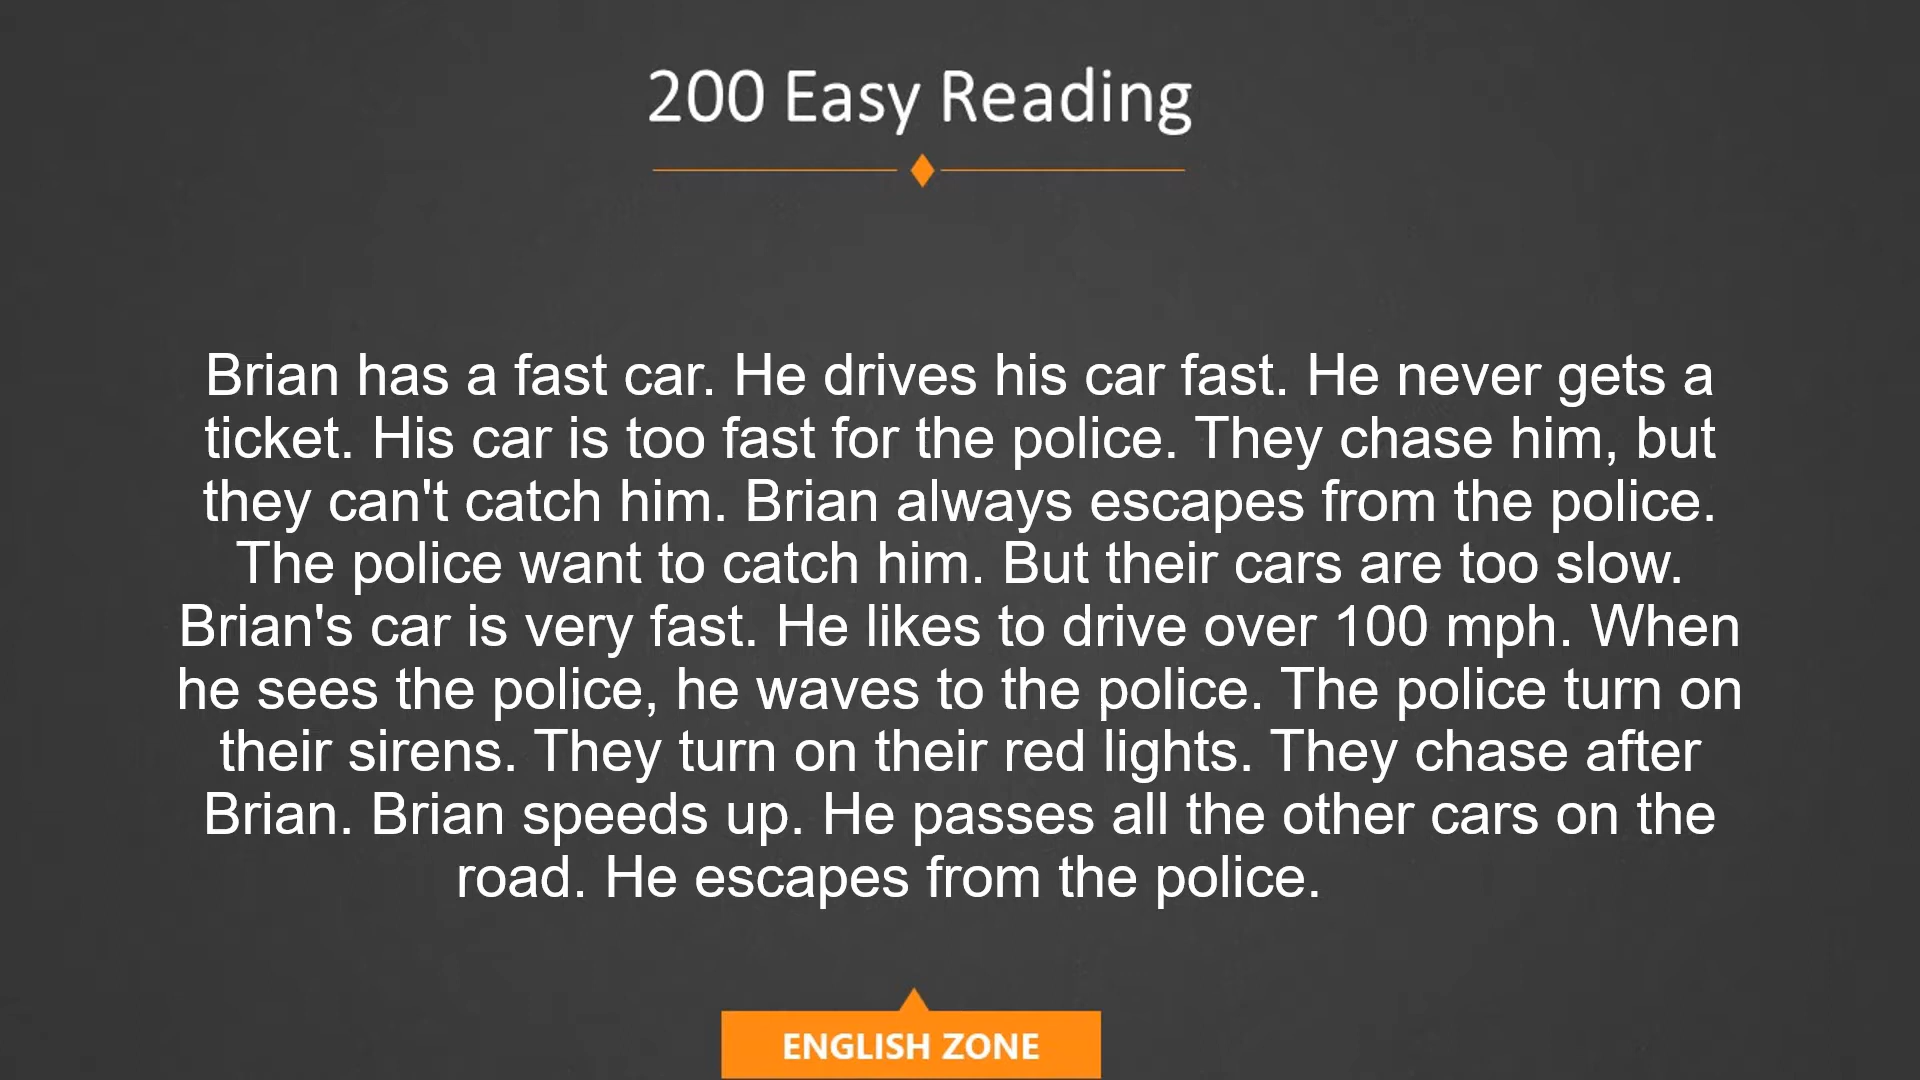 200 Easy Reading
Brian has a fast car. He drives his car fast. He never gets a
ticket. His car is too fast for the police. They chase him, but
they can't catch him. Brian always escapes from the police.
The police want to catch him. But their cars are too slow.
Brian's car is very fast. He likes to drive over 100 mph. When
he sees the police, he waves to the police. The police turn on
their sirens. They turn on their red lights. They chase after
Brian. Brian speeds up. He passes all the other cars on the
road. He escapes from the police.
ENGLISH ZONE